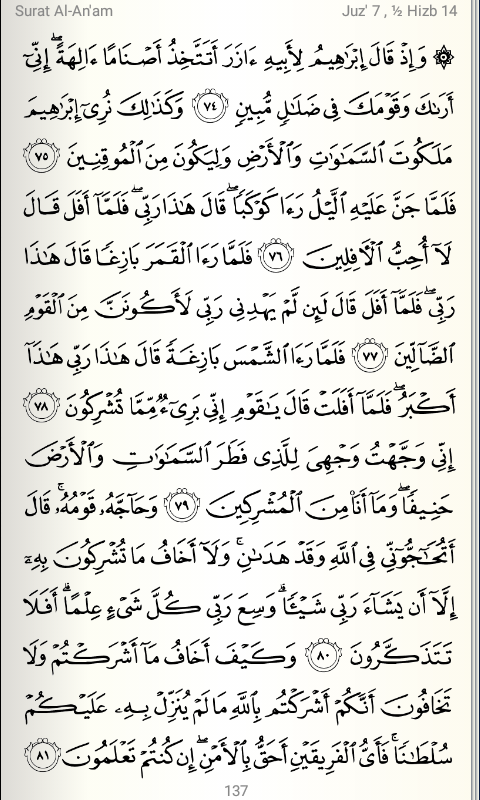 Surat Al-An'am Juz' 7 , ½ Hizb 14
۞ وَإِذْ قَالَ إِبْرَٰهِيمُ لِأَبِيهِ ءَازَرَ أَتَتَّخِذُ أَصْنَامًا ءَالِهَةً ۖ إِنِّىٓ
أَرَىٰكَ وَقَوْمَكَ فِى ضَلَـٰلٍ مُّبِينٍ ٧٤ وَكَذَٰلِكَ نُرِىٓ إِبْرَٰهِيمَ
مَلَكُوتَ ٱلسَّمَـٰوَٰتِ وَٱلْأَرْضِ وَلِيَكُونَ مِنَ ٱلْمُوقِنِينَ ٧٥
فَلَمَّا جَنَّ عَلَيْهِ ٱلَّيْلُ رَءَا كَوْكَبًا ۖ قَالَ هَـٰذَا رَبِّى ۖ فَلَمَّآ أَفَلَ قَالَ
لَآ أُحِبُّ ٱلْـَٔافِلِينَ ٧٦ فَلَمَّا رَءَا ٱلْقَمَرَ بَازِغًا قَالَ هَـٰذَا
رَبِّى ۖ فَلَمَّآ أَفَلَ قَالَ لَئِن لَّمْ يَهْدِنِى رَبِّى لَأَكُونَنَّ مِنَ ٱلْقَوْمِ
ٱلضَّآلِّينَ ٧٧ فَلَمَّا رَءَا ٱلشَّمْسَ بَازِغَةً قَالَ هَـٰذَا رَبِّى هَـٰذَآ
أَكْبَرُ ۖ فَلَمَّآ أَفَلَتْ قَالَ يَـٰقَوْمِ إِنِّى بَرِىٓءٌ مِّمَّا تُشْرِكُونَ ٧٨
إِنِّى وَجَّهْتُ وَجْهِىَ لِلَّذِى فَطَرَ ٱلسَّمَـٰوَٰتِ وَٱلْأَرْضَ
حَنِيفًا ۖ وَمَآ أَنَا۠ مِنَ ٱلْمُشْرِكِينَ ٧٩ وَحَآجَّهُۥ قَوْمُهُۥ ۚ قَالَ
أَتُحَـٰٓجُّوٓنِّى فِى ٱللَّهِ وَقَدْ هَدَىٰنِ ۚ وَلَآ أَخَافُ مَا تُشْرِكُونَ بِهِۦٓ
إِلَّآ أَن يَشَآءَ رَبِّى شَيْـًٔا ۗ وَسِعَ رَبِّى كُلَّ شَىْءٍ عِلْمًا ۗ أَفَلَا
تَتَذَكَّرُونَ ٨٠ وَكَيْفَ أَخَافُ مَآ أَشْرَكْتُمْ وَلَا
تَخَافُونَ أَنَّكُمْ أَشْرَكْتُم بِٱللَّهِ مَا لَمْ يُنَزِّلْ بِهِۦ عَلَيْكُمْ
سُلْطَـٰنًا ۚ فَأَىُّ ٱلْفَرِيقَيْنِ أَحَقُّ بِٱلْأَمْنِ ۖ إِن كُنتُمْ تَعْلَمُونَ ٨١
137